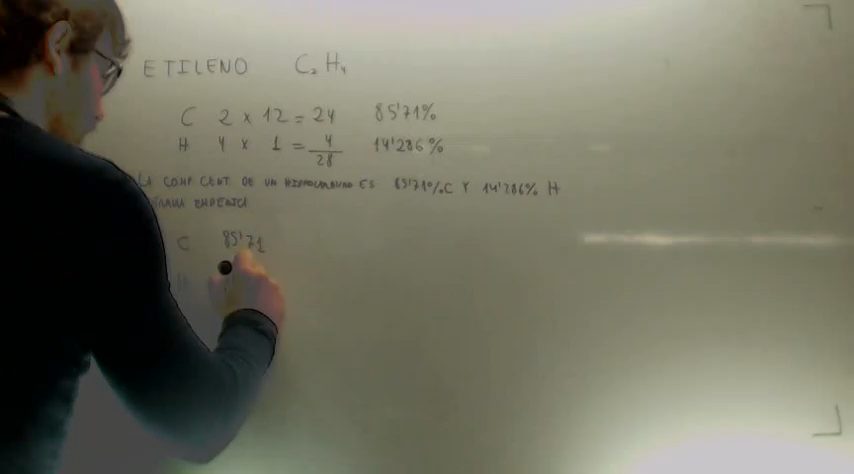 ETILENO C₂H₄
C 2 x 12 = 24 85'71%
H 4 x 1 = 4 14'286%
28
LA COMP CENT DE UN HIDROCARBURO ES 85'71%C Y 14'286% H
EMPIRICA
C 85'71
H